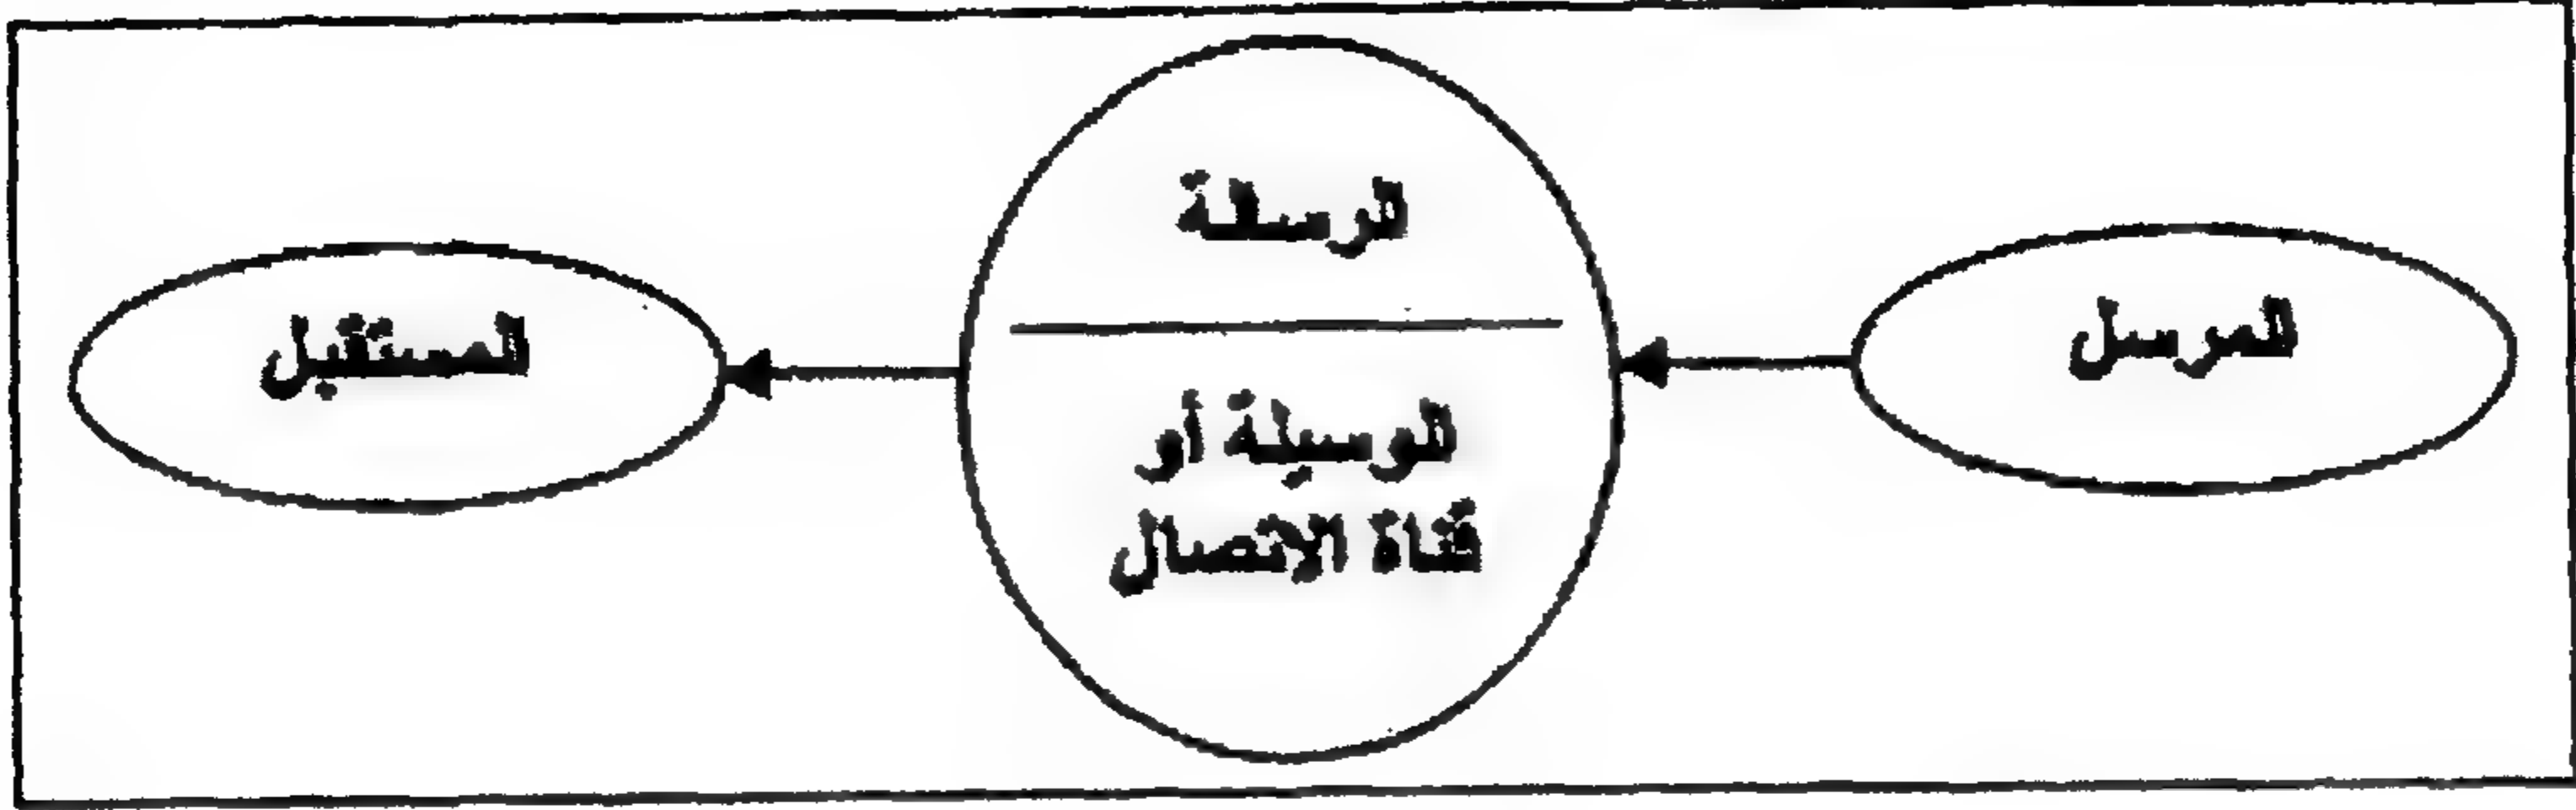 المرسل
الرسالة
الوسيلة أو
قناة الاتصال
المستقبل